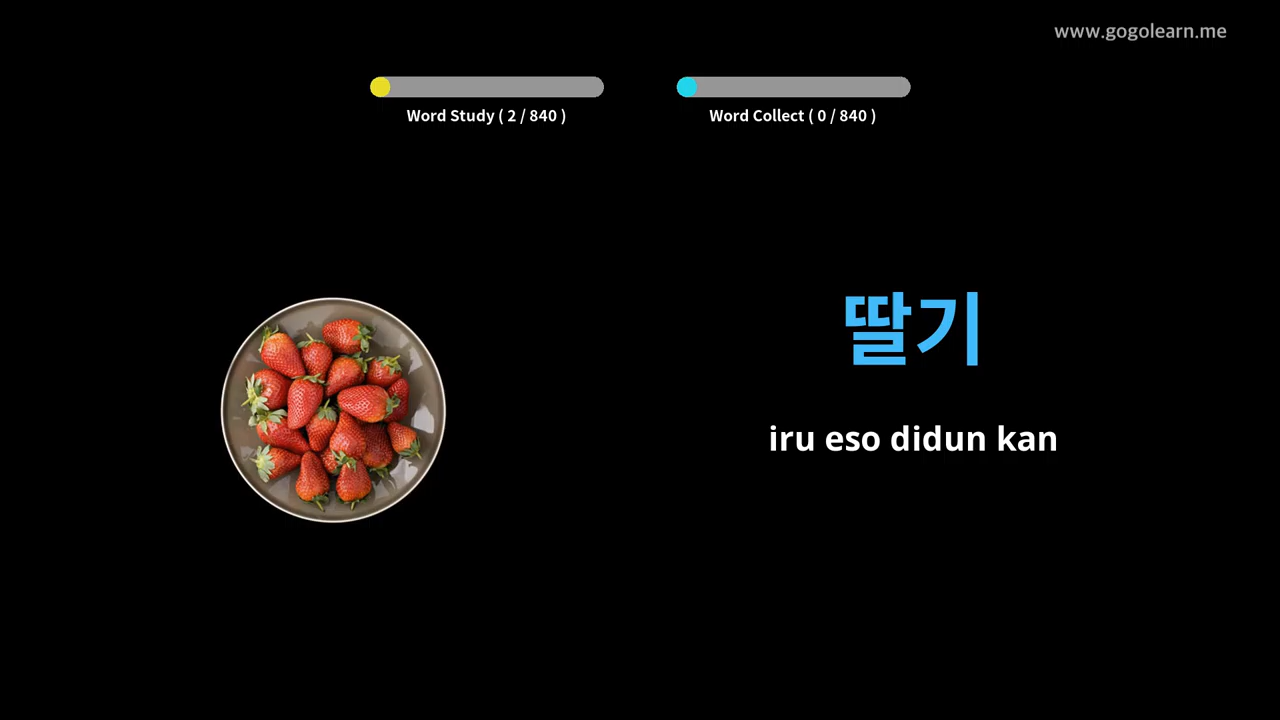 www.gogolearn.me
Word Study ( 2 / 840 )
Word Collect ( 0 / 840 )
딸기
iru eso didun kan